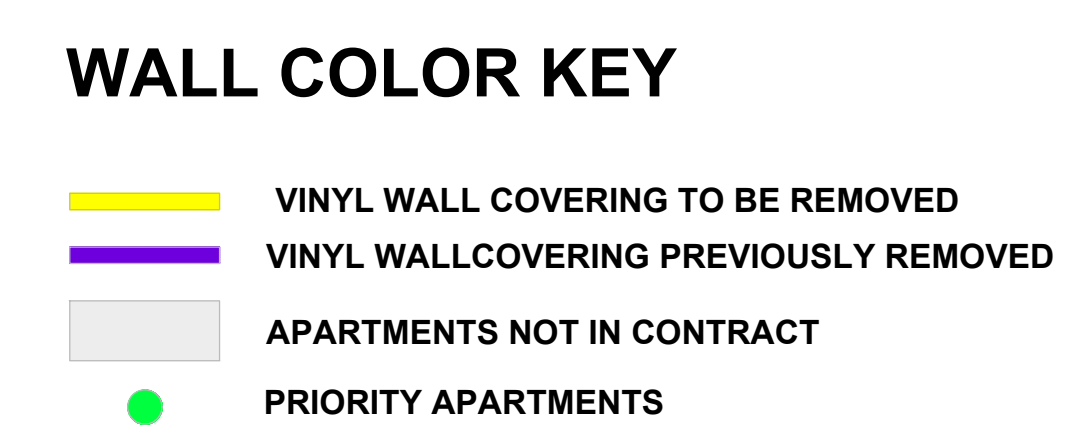 WALL COLOR KEY
VINYL WALL COVERING TO BE REMOVED
VINYL WALLCOVERING PREVIOUSLY REMOVED
APARTMENTS NOT IN CONTRACT
PRIORITY APARTMENTS